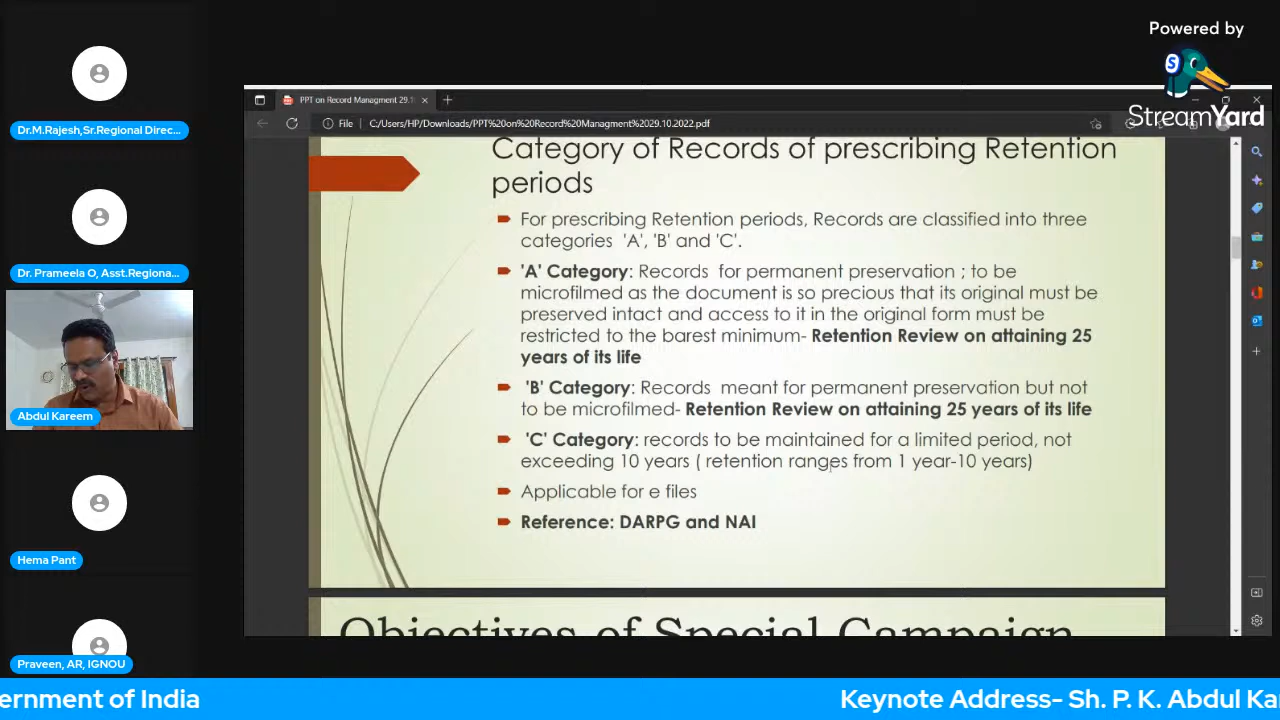 Powered by
S
StreamYard
Dr.M.Rajesh,Sr.Regional Direc...
Dr. Prameela O, Asst.Regiona...
Abdul Kareem
Hema Pant
Praveen, AR, IGNOU
PPT on Record Managment 29.1
File
C:/Users/HP/Downloads/PPT%20on%20Record%20Managment%2029.10.2022.pdf
Category of Records of prescribing Retention
periods
For prescribing Retention periods, Records are classified into three
categories 'A', 'B' and 'C'.
'A' Category: Records for permanent preservation ; to be
microfilmed as the document is so precious that its original must be
preserved intact and access to it in the original form must be
restricted to the barest minimum- Retention Review on attaining 25
years of its life
'B' Category: Records meant for permanent preservation but not
to be microfilmed- Retention Review on attaining 25 years of its life
'C' Category: records to be maintained for a limited period, not
exceeding 10 years ( retention ranges from 1 year-10 years)
Applicable for e files
Reference: DARPG and NAI
Objectives of Special Campaign
ernment of India
Keynote Address- Sh. P. K. Abdul Ka